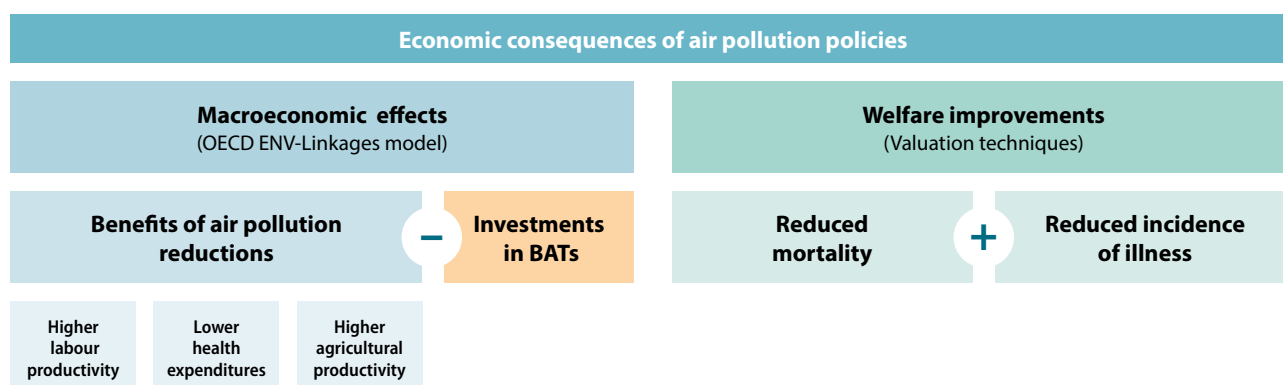 Economic consequences of air pollution policies
Macroeconomic effects
(OECD ENV-Linkages model)
Welfare improvements
(Valuation techniques)
Benefits of air pollution
reductions
–
Investments
in BATs
Reduced
mortality
+
Reduced incidence
of illness
Higher
labour
productivity
Lower
health
expenditures
Higher
agricultural
productivity